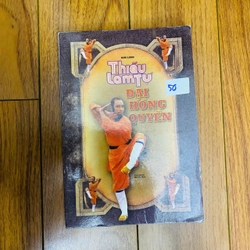 Thiếu
Lâm Tự
ĐẠI
HỒNG
QUYỀN
50